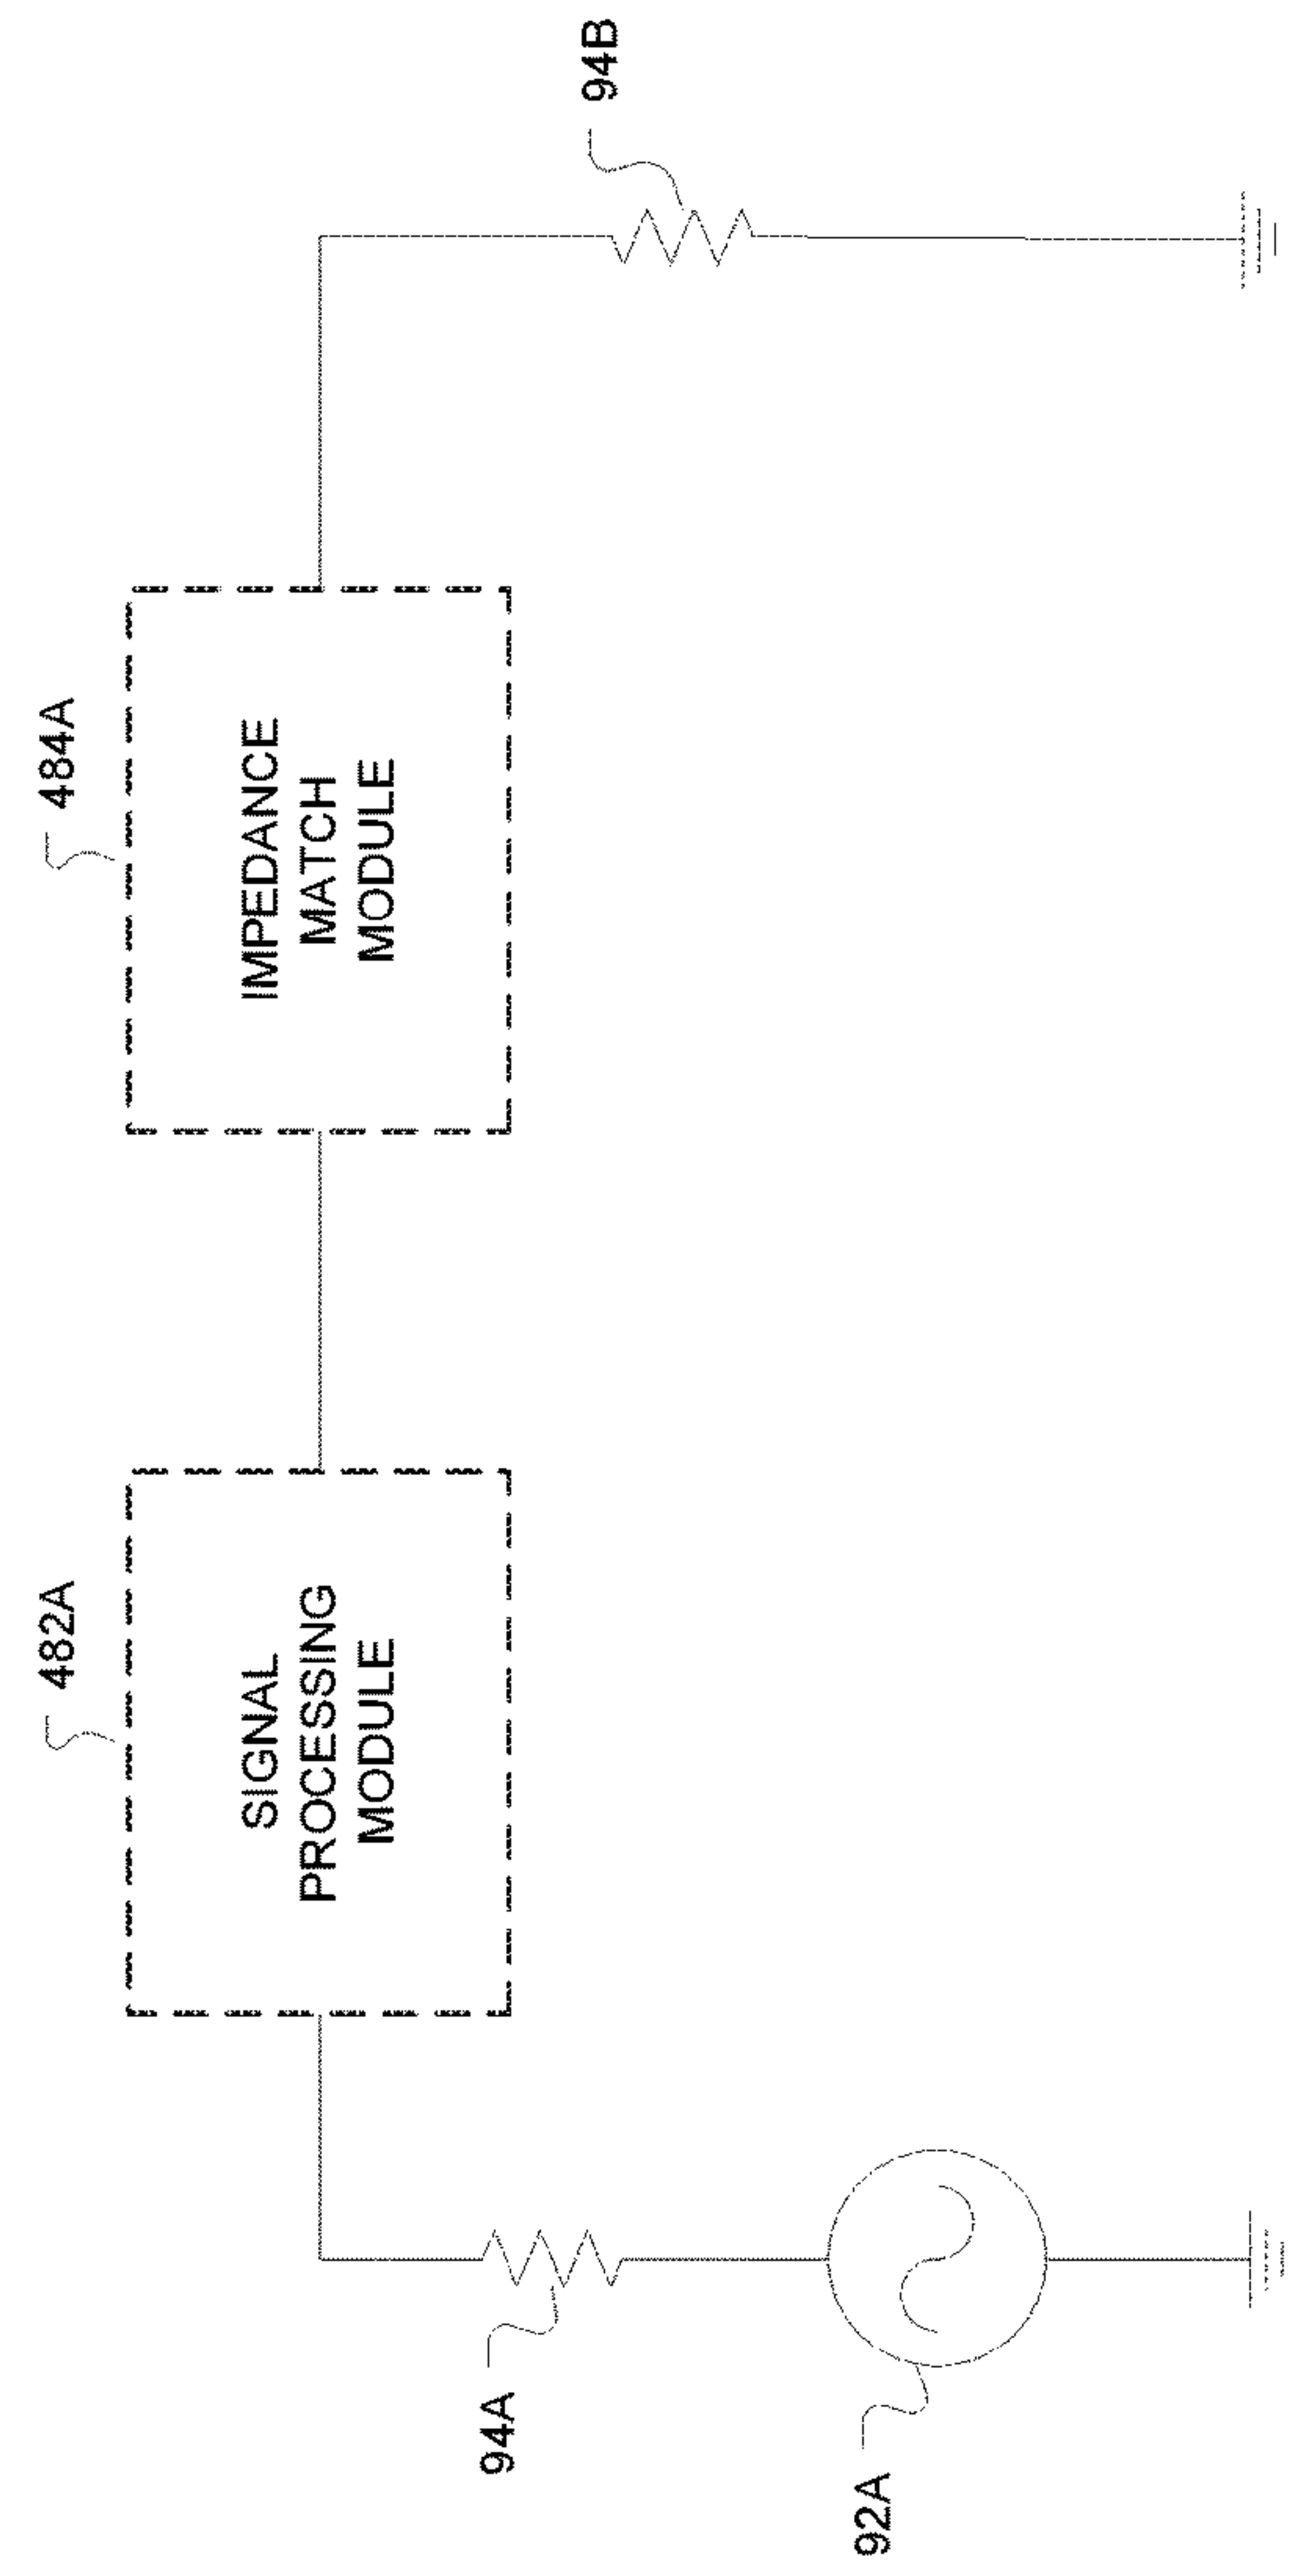 482A
484A
SIGNAL
PROCESSING
MODULE
IMPEDANCE
MATCH
MODULE
94A
94B
92A